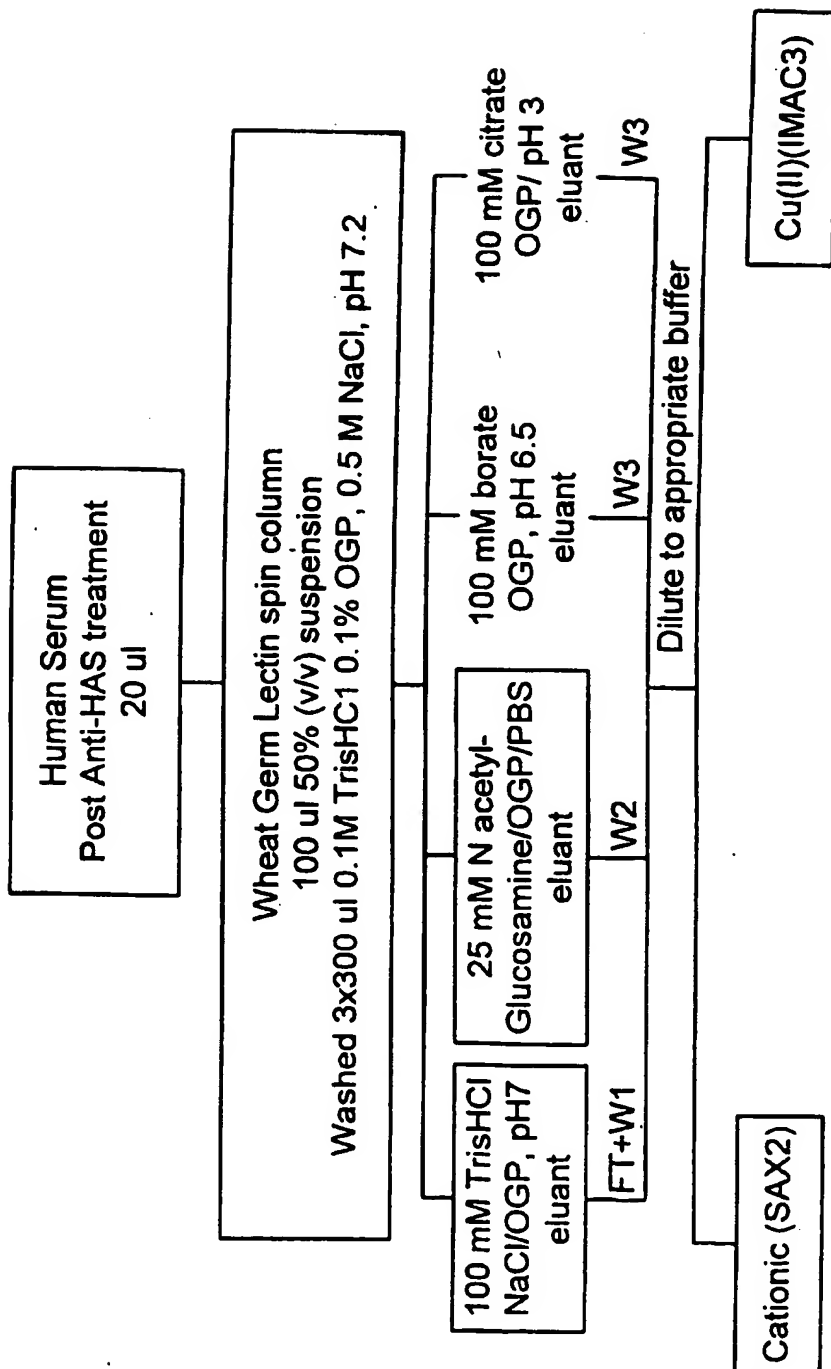 Human Serum
Post Anti-HAS treatment
20 ul
Wheat Germ Lectin spin column
100 ul 50% (v/v) suspension
Washed 3x300 ul 0.1M TrisHC1 0.1% OGP, 0.5 M NaCl, pH 7.2
100 mM TrisHCl
NaCl/OGP, pH7
eluant
25 mM N acetyl-
Glucosamine/OGP/PBS
eluant
100 mM borate
OGP, pH 6.5
eluant
100 mM citrate
OGP/ pH 3
eluant
FT+W1
W2
W3
W3
Dilute to appropriate buffer
Cationic (SAX2)
Cu(II)(IMAC3)